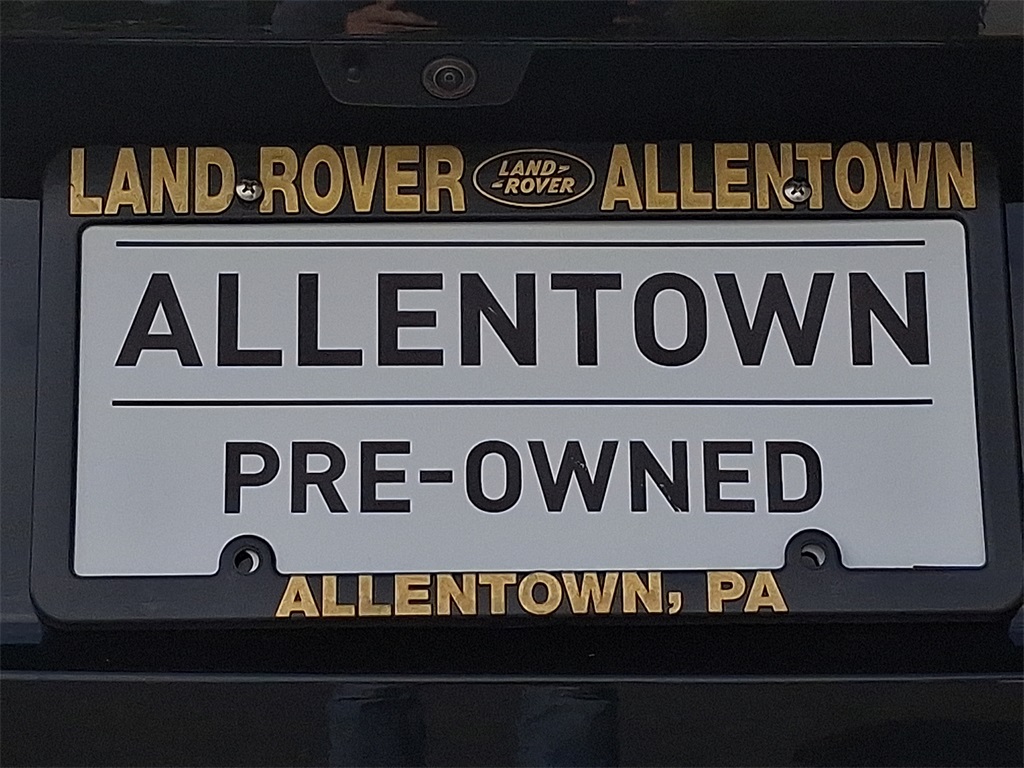 LAND ROVER LAND-ROVER ALLENTOWN
ALLENTOWN
PRE-OWNED
ALLENTOWN, PA